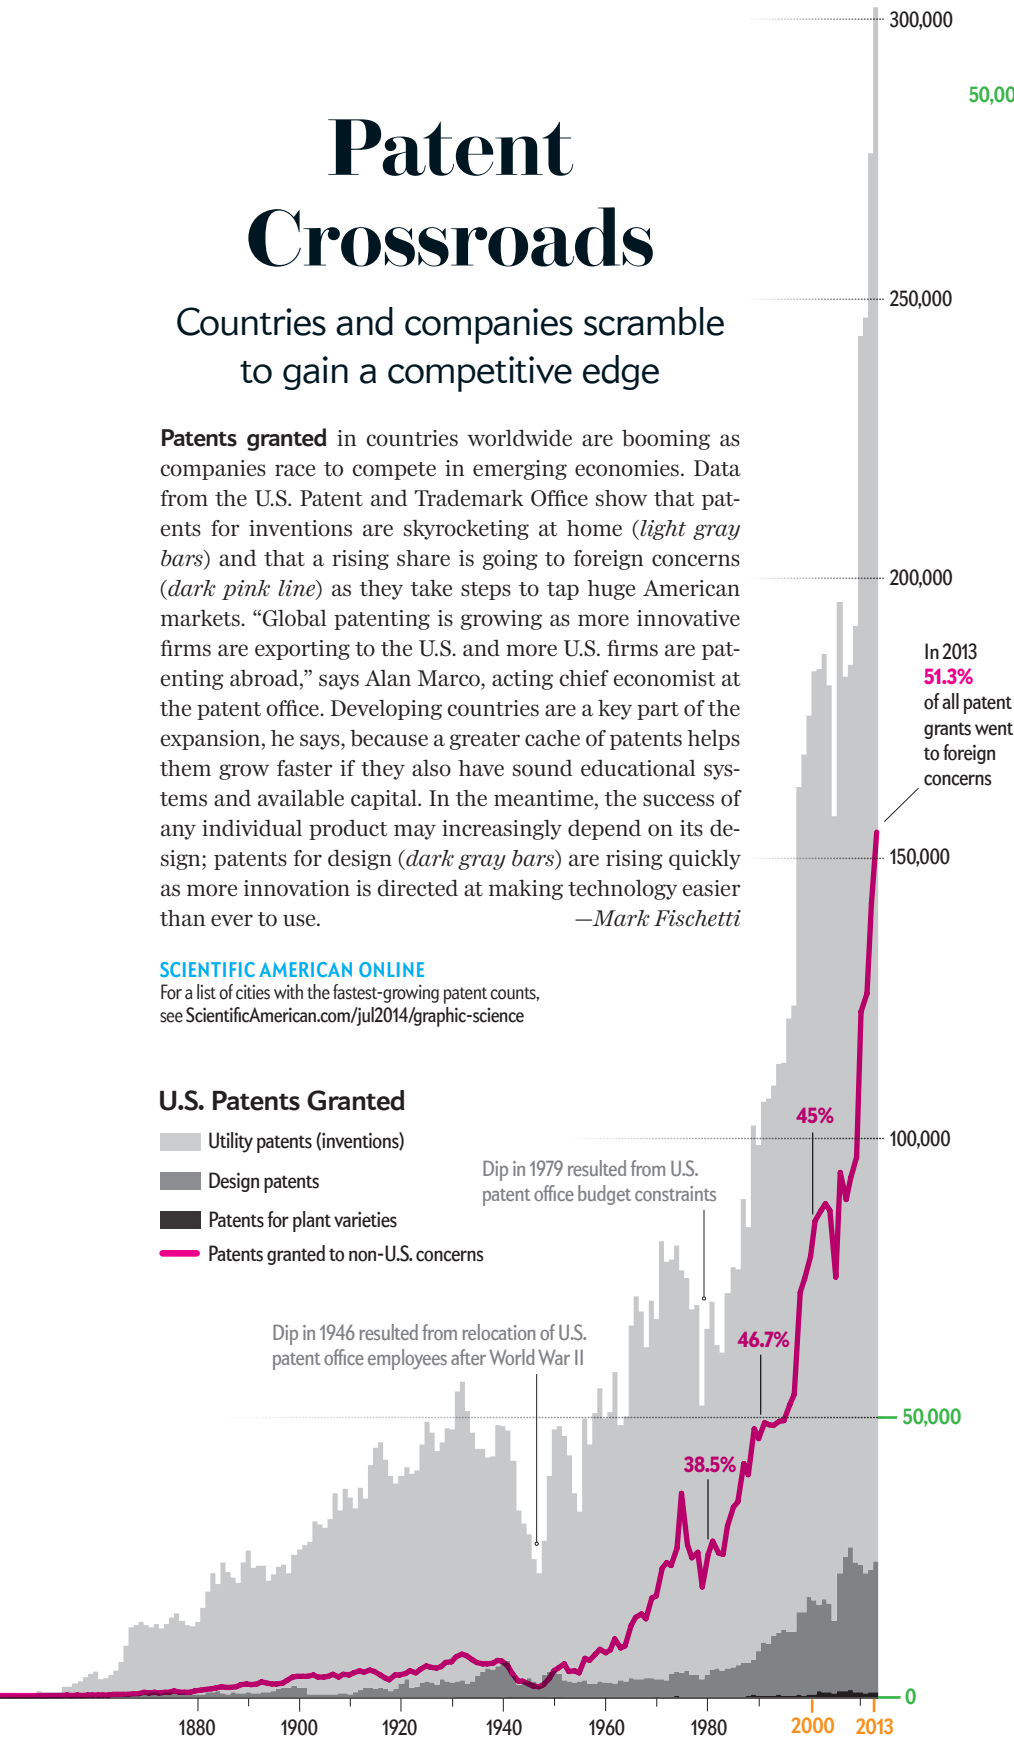 300,000
50,00
Patent
Crossroads
Countries and companies scramble
to gain a competitive edge
250,000
Patents granted in countries worldwide are booming as
companies race to compete in emerging economies. Data
from the U.S. Patent and Trademark Office show that pat-
ents for inventions are skyrocketing at home (light gray
bars) and that a rising share is going to foreign concerns
(dark pink line) as they take steps to tap huge American
markets. “Global patenting is growing as more innovative
firms are exporting to the U.S. and more U.S. firms are pat-
enting abroad,” says Alan Marco, acting chief economist at
the patent office. Developing countries are a key part of the
expansion, he says, because a greater cache of patents helps
them grow faster if they also have sound educational sys-
tems and available capital. In the meantime, the success of
any individual product may increasingly depend on its de-
sign; patents for design (dark gray bars) are rising quickly
as more innovation is directed at making technology easier
than ever to use. —Mark Fischetti
200,000
In 2013
51.3%
of all patent
grants went
to foreign
concerns
150,000
SCIENTIFIC AMERICAN ONLINE
For a list of cities with the fastest-growing patent counts,
see ScientificAmerican.com/jul2014/graphic-science
U.S. Patents Granted
Utility patents (inventions)
Design patents
Patents for plant varieties
Patents granted to non-U.S. concerns
45%
100,000
Dip in 1979 resulted from U.S.
patent office budget constraints
Dip in 1946 resulted from relocation of U.S.
patent office employees after World War II
46.7%
50,000
38.5%
0
1880 1900 1920 1940 1960 1980 2000 2013